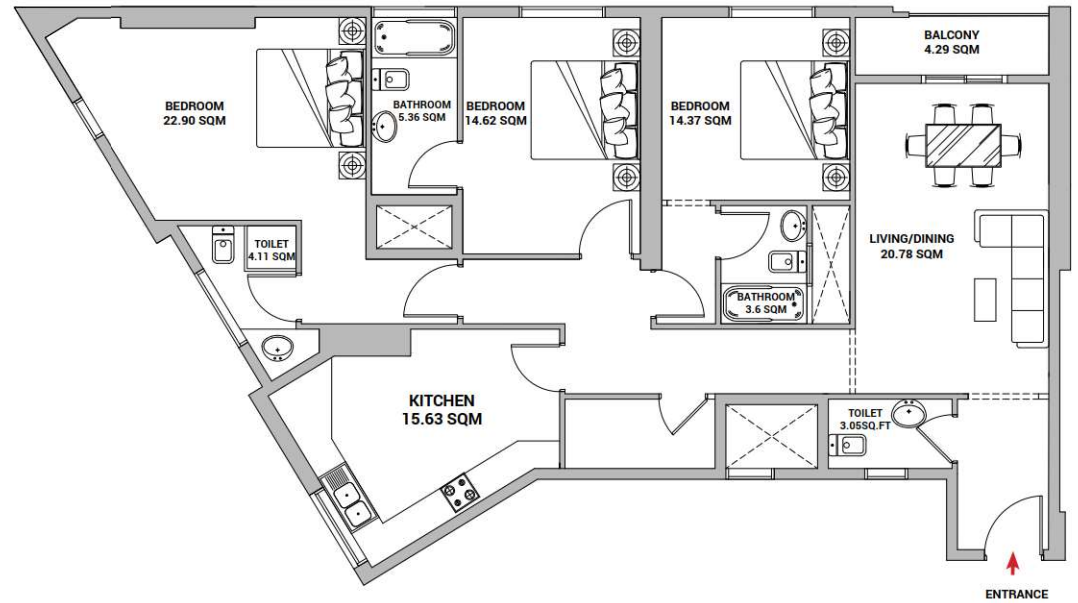 BALCONY
4.29 SQM
BEDROOM
22.90 SQM
BATHROOM
5.36 SQM
BEDROOM
14.62 SQM
BEDROOM
14.37 SQM
TOILET
4.11 SQM
LIVING/DINING
20.78 SQM
BATHROOM
3.6 SQM
KITCHEN
15.63 SQM
TOILET
3.05SQ.FT
ENTRANCE